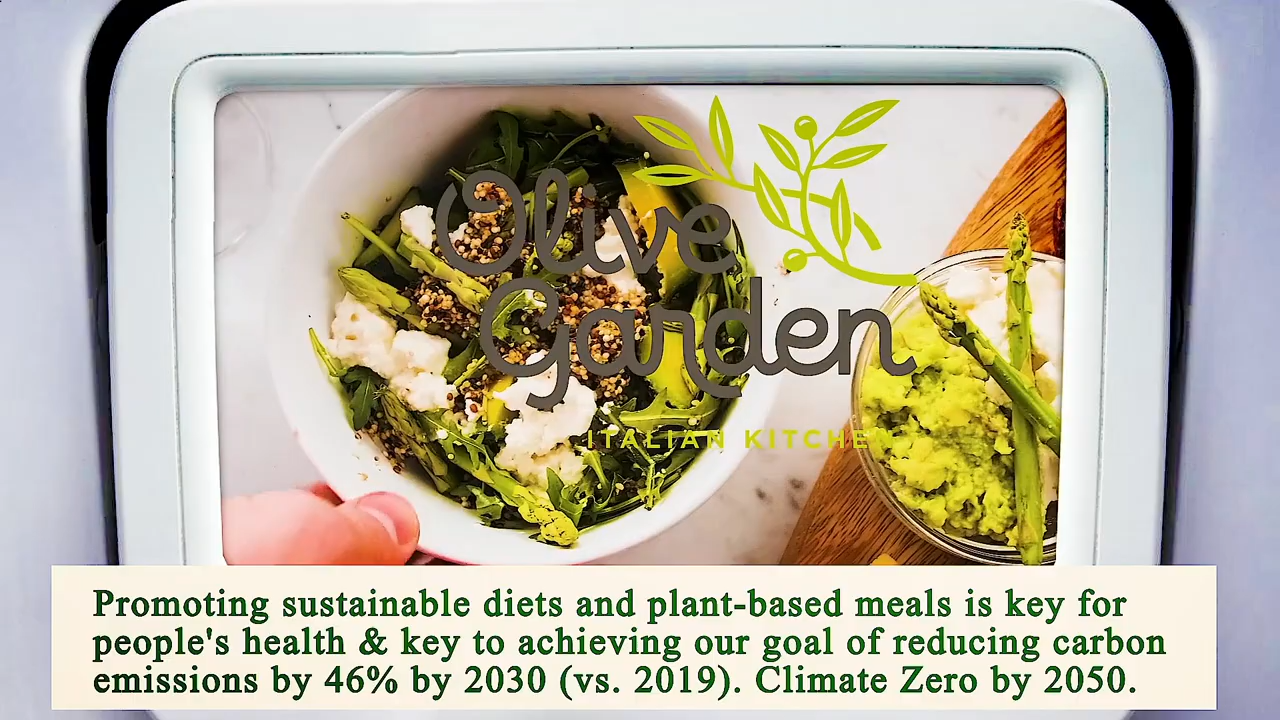 Olive
Garden
ITALIAN KITCHEN
Promoting sustainable diets and plant-based meals is key for
people's health & key to achieving our goal of reducing carbon
emissions by 46% by 2030 (vs. 2019). Climate Zero by 2050.